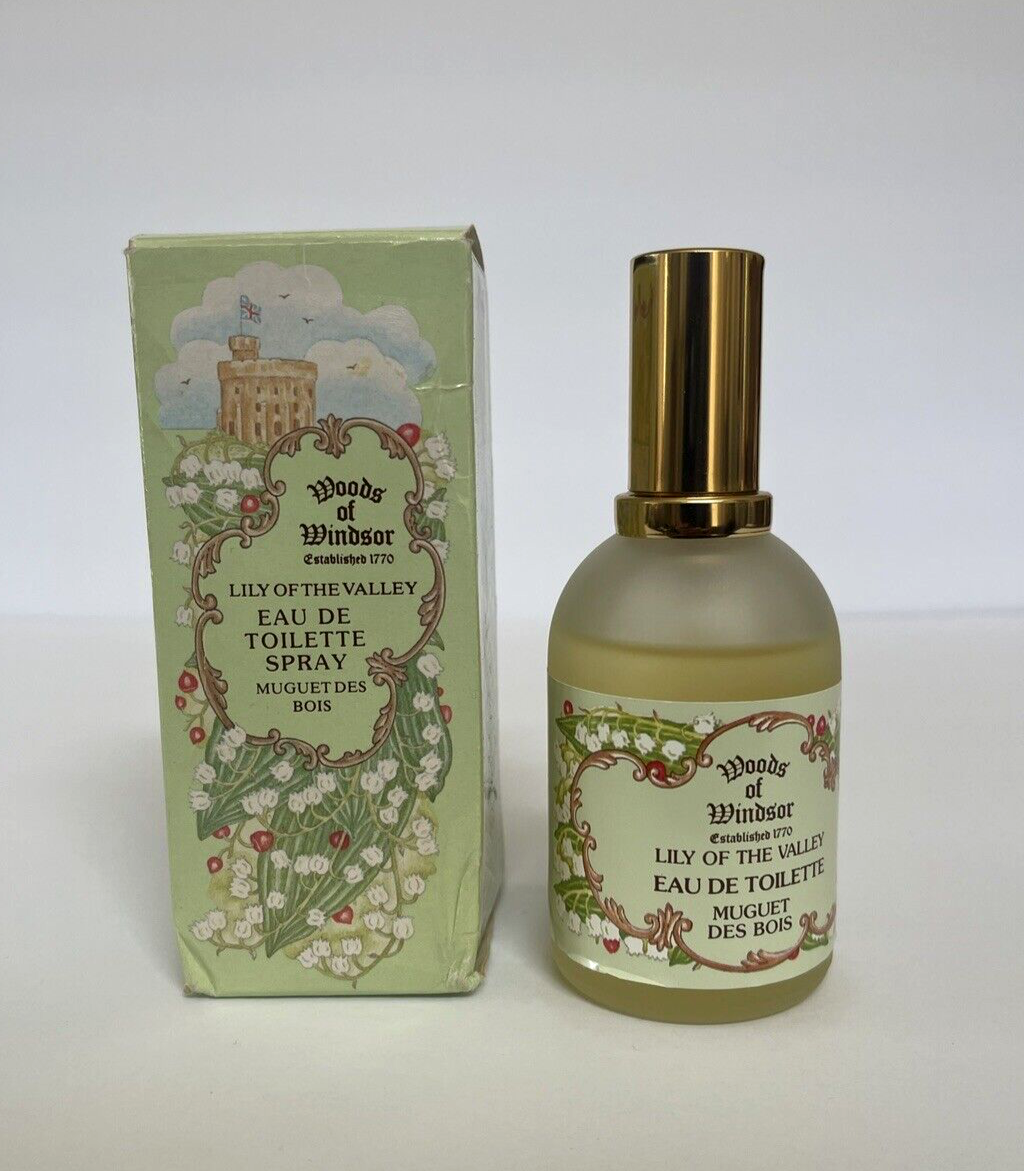 Woods
of
Windsor
Established 1770
LILY OF THE VALLEY
EAU DE
TOILETTE
SPRAY
MUGUET DES
BOIS
Woods
of
Windsor
Established 1770
LILY OF THE VALLEY
EAU DE TOILETTE
MUGUET
DES BOIS